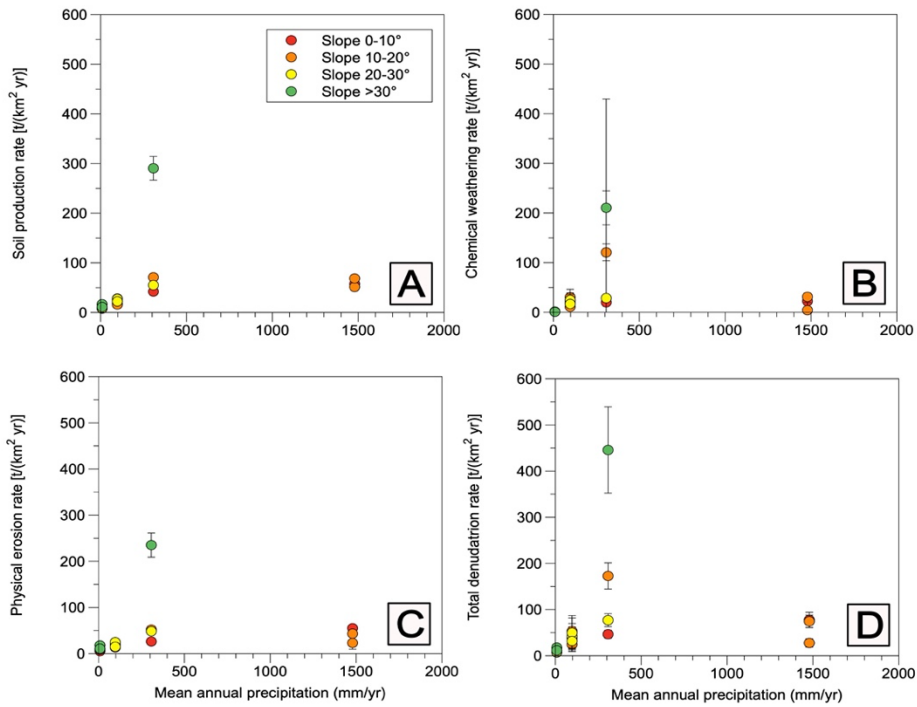 Soil production rate [t/(km² yr)]
600
500
400
300
200
100
0
0 500 1000 1500 2000
Slope 0-10°
Slope 10-20°
Slope 20-30°
Slope >30°
A
Chemical weathering rate [t/(km² yr)]
600
500
400
300
200
100
0
0 500 1000 1500 2000
B
Physical erosion rate [t/(km² yr)]
600
500
400
300
200
100
0
0 500 1000 1500 2000
Mean annual precipitation (mm/yr)
C
Total denudatrion rate [t/(km² yr)]
600
500
400
300
200
100
0
0 500 1000 1500 2000
Mean annual precipitation (mm/yr)
D